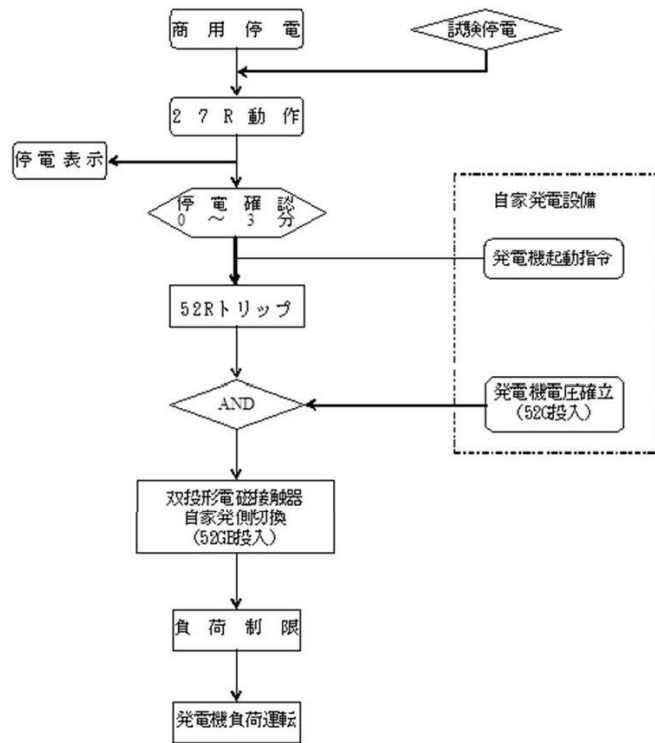 商用停電
試験停電
27R動作
停電表示
停電確認
0～3分
自家発電設備
発電機起動指令
52Rトリップ
AND
発電機電圧確立
(52G投入)
双投形電磁接触器
自家発側切換
(52GB投入)
負荷制限
発電機負荷運転